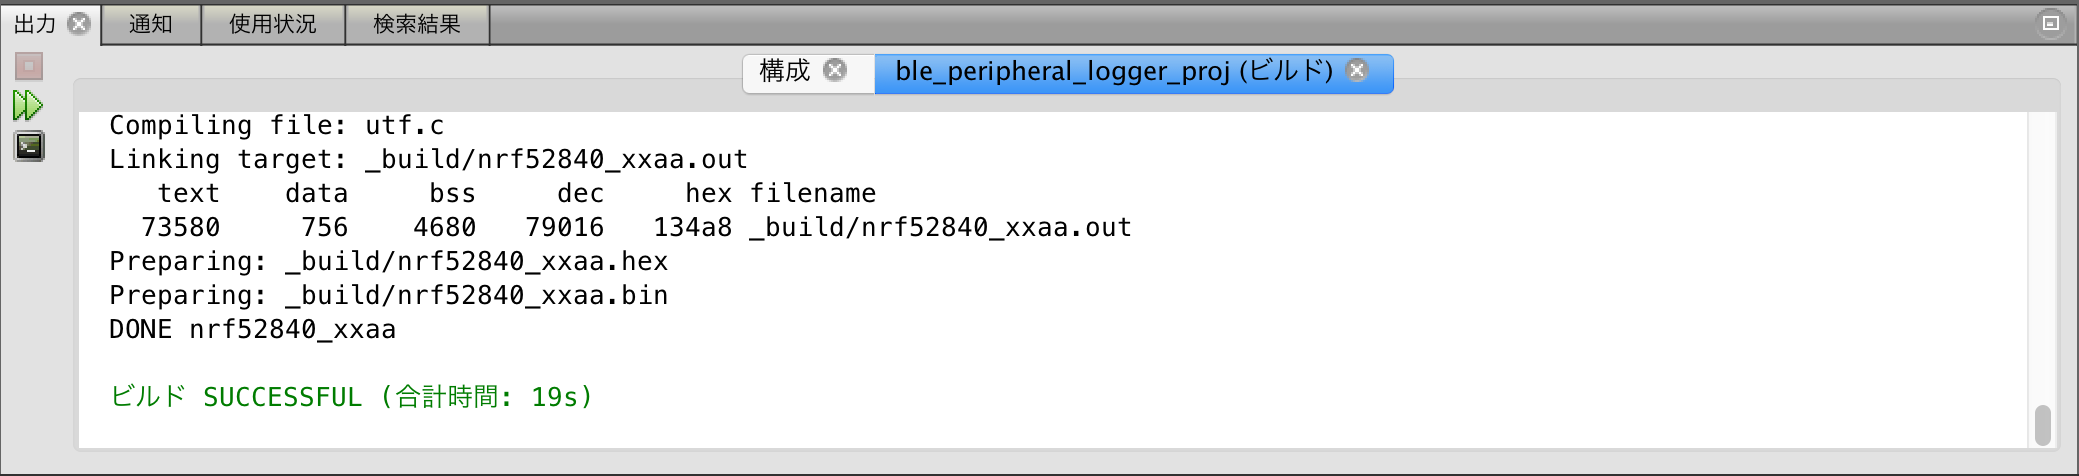 出力 通知 使用状況 検索結果
構成 ble_peripheral_logger_proj (ビルド)
Compiling file: utf.c
Linking target: _build/nrf52840_xxaa.out
   text    data     bss     dec     hex filename
  73580     756    4680   79016   134a8 _build/nrf52840_xxaa.out
Preparing: _build/nrf52840_xxaa.hex
Preparing: _build/nrf52840_xxaa.bin
DONE nrf52840_xxaa
ビルド SUCCESSFUL (合計時間: 19s)